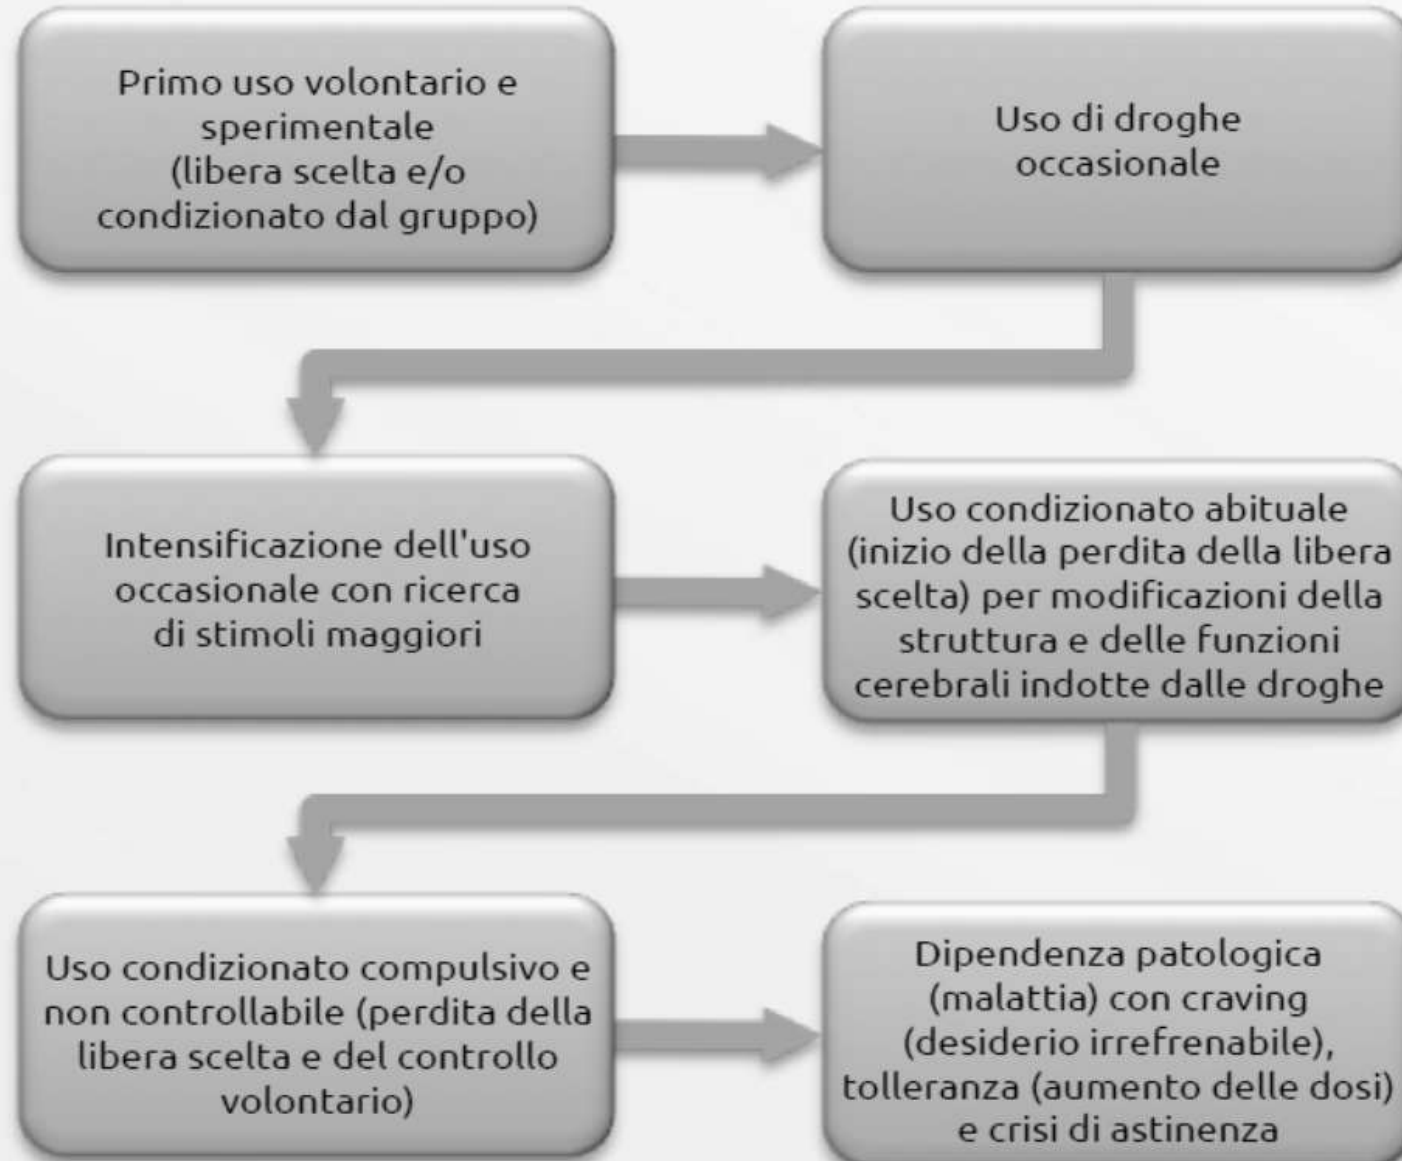 Primo uso volontario e
sperimentale
(libera scelta e/o
condizionato dal gruppo)
Uso di droghe
occasionale
Intensificazione dell'uso
occasionale con ricerca
di stimoli maggiori
Uso condizionato abituale
(inizio della perdita della libera
scelta) per modificazioni della
struttura e delle funzioni
cerebrali indotte dalle droghe
Uso condizionato compulsivo e
non controllabile (perdita della
libera scelta e del controllo
volontario)
Dipendenza patologica
(malattia) con craving
(desiderio irrefrenabile),
tolleranza (aumento delle dosi)
e crisi di astinenza